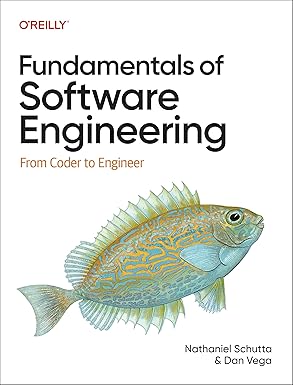 O'REILLY®
Fundamentals of
Software
Engineering
From Coder to Engineer
Nathaniel Schutta
& Dan Vega